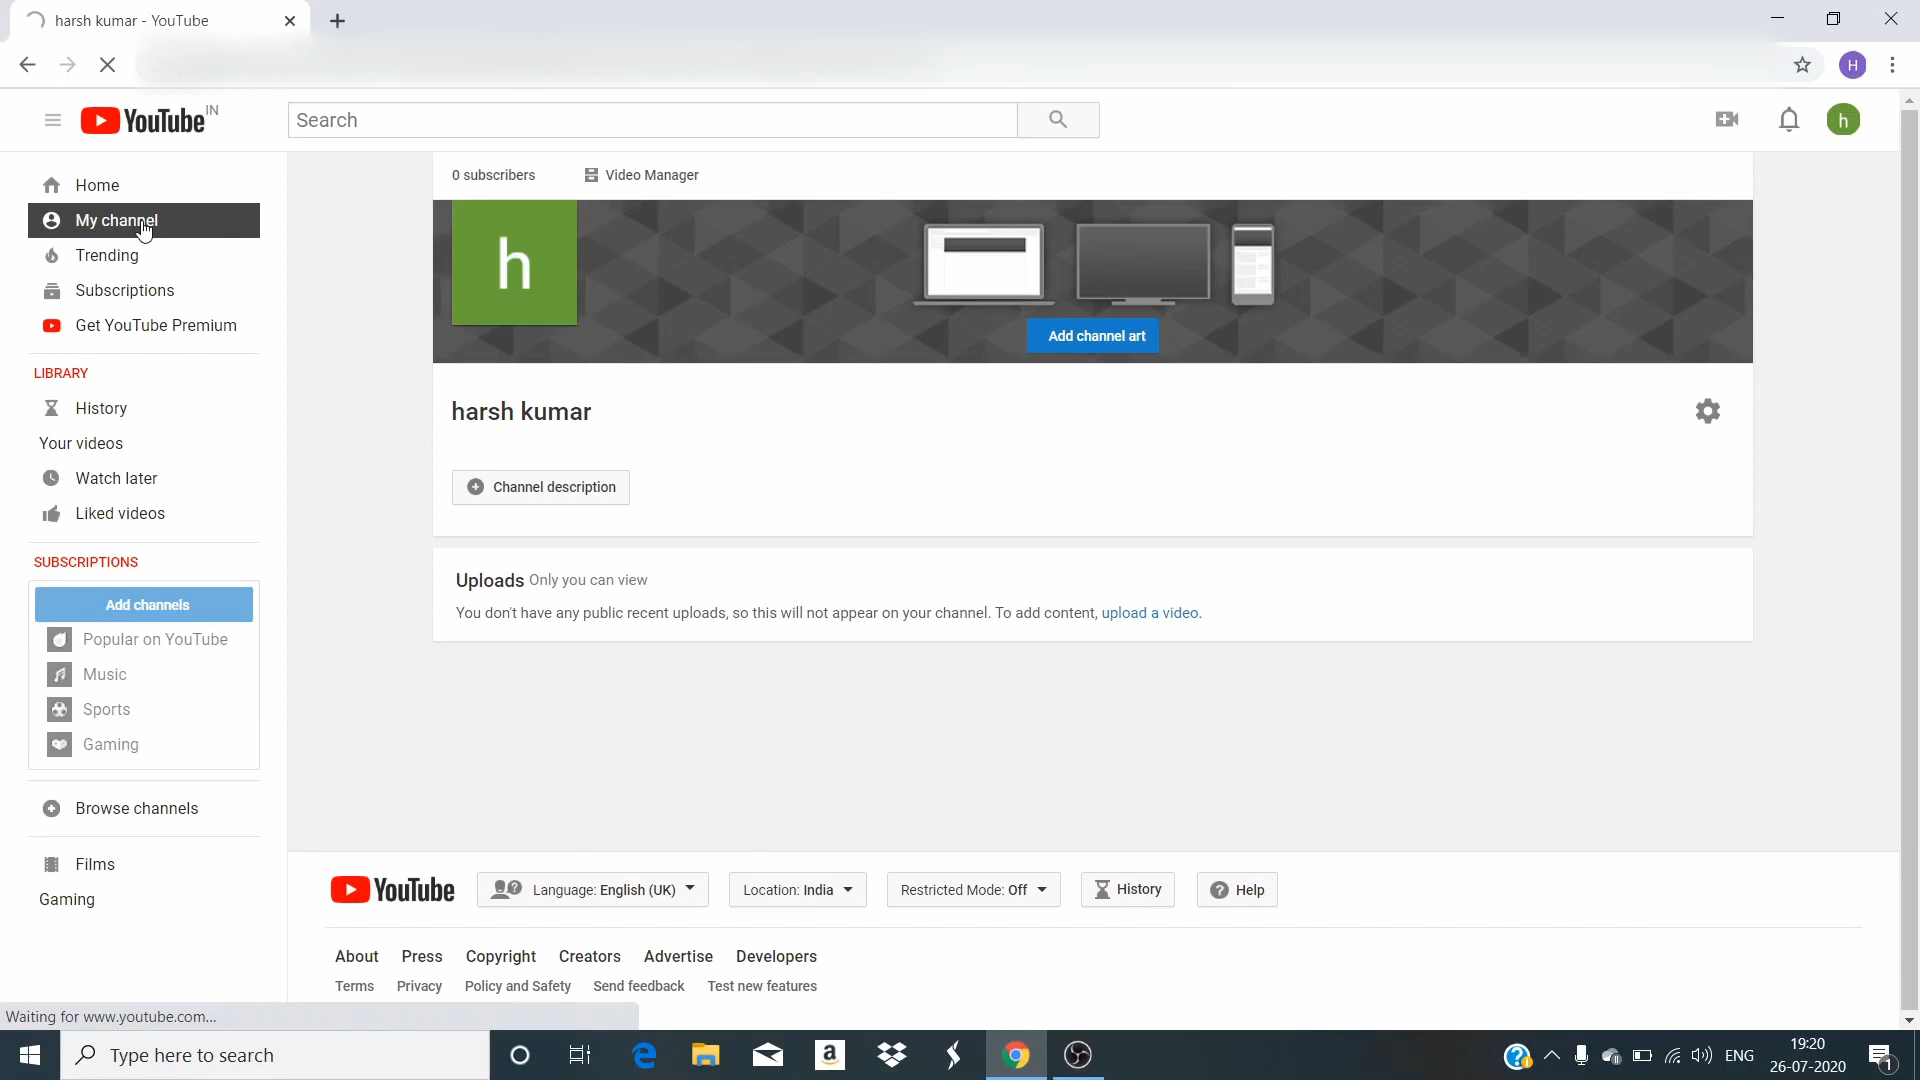 harsh kumar - YouTube
H
YouTube IN
Search
h
Home
My channel
Trending
Subscriptions
Get YouTube Premium
LIBRARY
History
Your videos
Watch later
Liked videos
SUBSCRIPTIONS
Add channels
Popular on YouTube
Music
Sports
Gaming
Browse channels
Films
Gaming
0 subscribers Video Manager
h
Add channel art
harsh kumar
Channel description
Uploads Only you can view
You don't have any public recent uploads, so this will not appear on your channel. To add content, upload a video.
YouTube Language: English (UK) Location: India Restricted Mode: Off History Help
About Press Copyright Creators Advertise Developers
Terms Privacy Policy and Safety Send feedback Test new features
Waiting for www.youtube.com...
Type here to search
a
ENG
19:20
26-07-2020
1